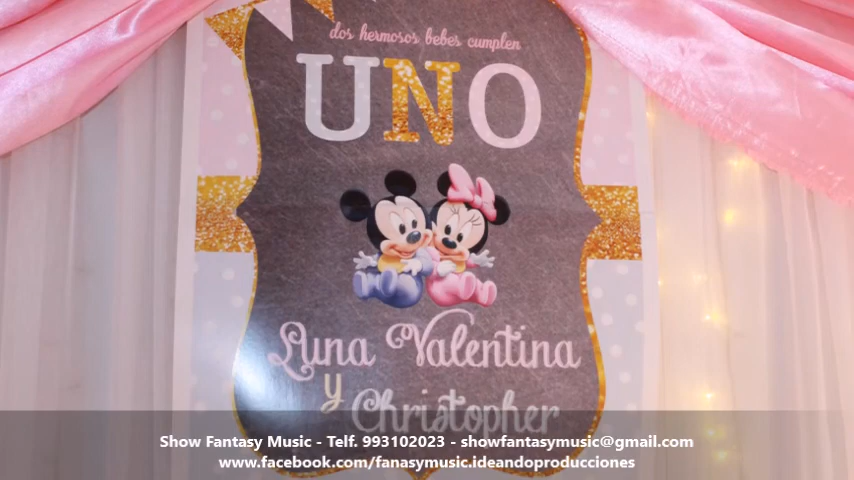 dos hermosos bebes cumplen
UNO
Luna Valentina
y
Christopher
Show Fantasy Music - Telf. 993102023 - showfantasymusic@gmail.com
www.facebook.com/fanasymusic.ideandoproducciones